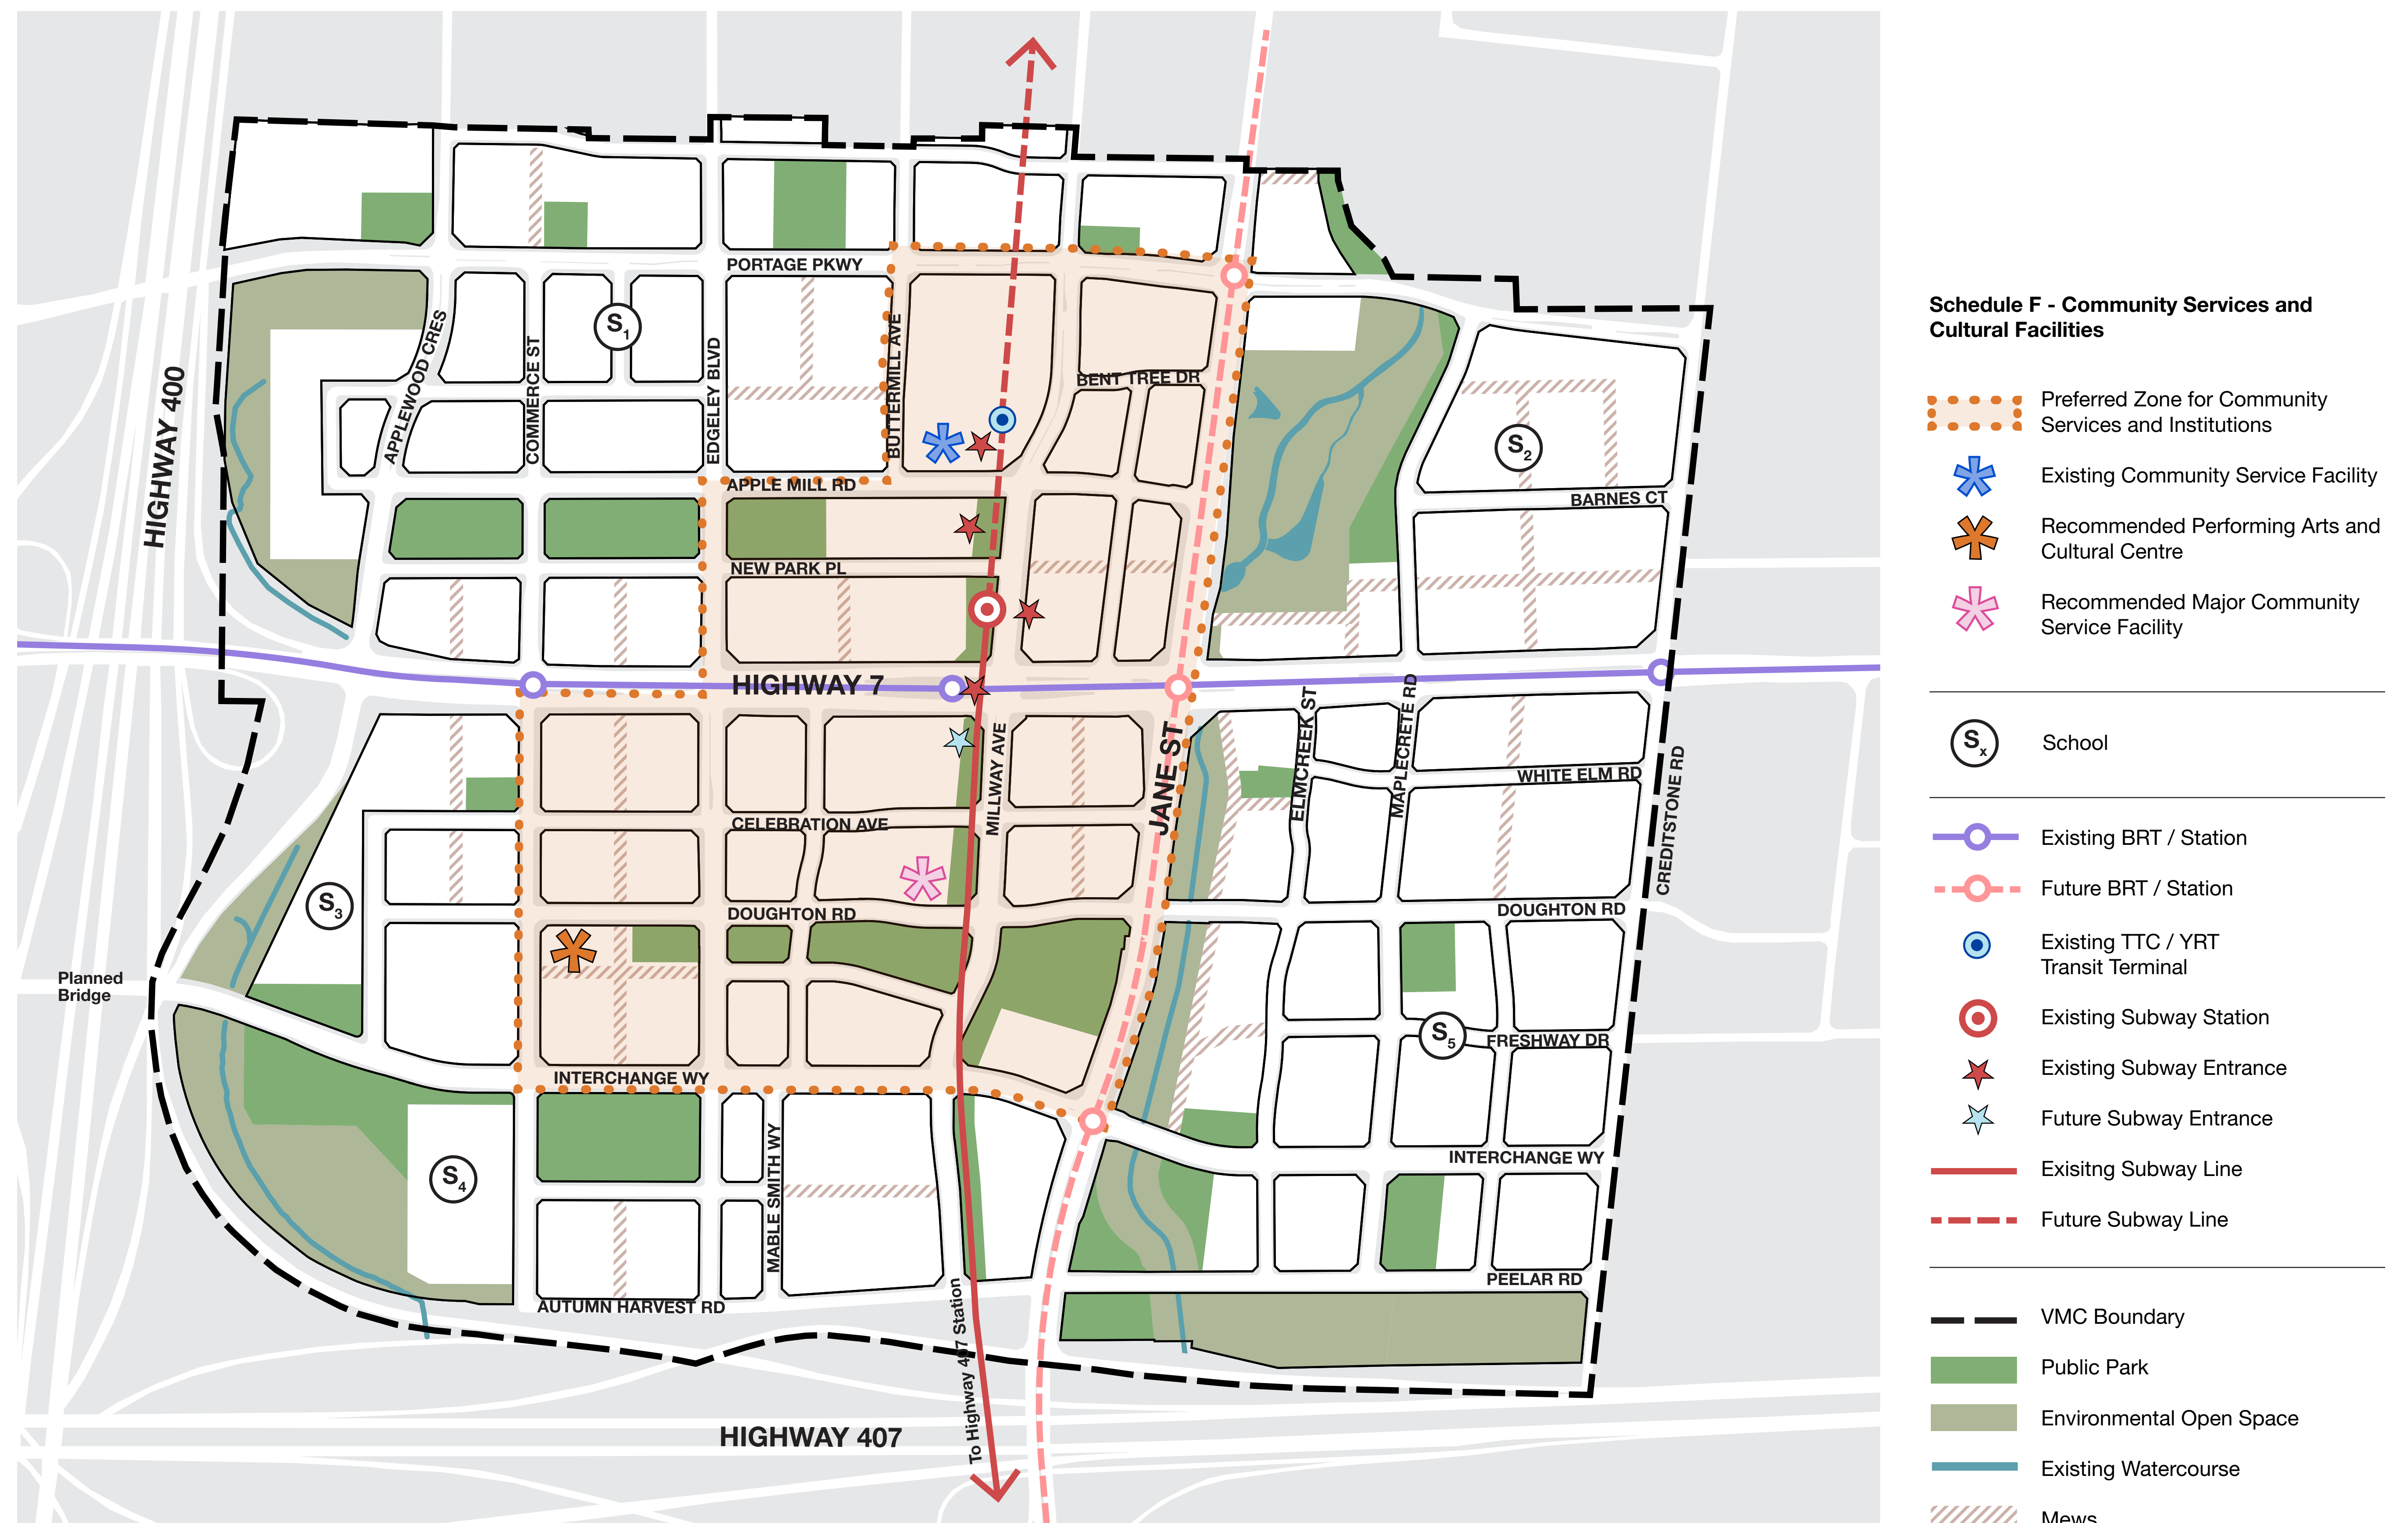 PORTAGE PKWY
APPLEWOOD CRES
COMMERCE ST
EDGELEY BLVD
BUTTERMILL AVE
BENT TREE DR
HIGHWAY 400
S1
S2
APPLE MILL RD
BARNES CT
NEW PARK PL
HIGHWAY 7
JANE ST
MILLWAY AVE
ELMCREEK ST
MAPLECRETE RD
WHITE ELM RD
CREDITSTONE RD
CELEBRATION AVE
S3
DOUGHTON RD
DOUGHTON RD
Planned
Bridge
S5
FRESHWAY DR
INTERCHANGE WY
INTERCHANGE WY
S4
MABLE SMITH WY
PEELAR RD
AUTUMN HARVEST RD
To Highway 407 Station
HIGHWAY 407
Schedule F - Community Services and
Cultural Facilities
Preferred Zone for Community
Services and Institutions
Existing Community Service Facility
Recommended Performing Arts and
Cultural Centre
Recommended Major Community
Service Facility
Sx
School
Existing BRT / Station
Future BRT / Station
Existing TTC / YRT
Transit Terminal
Existing Subway Station
Existing Subway Entrance
Future Subway Entrance
Exisitng Subway Line
Future Subway Line
VMC Boundary
Public Park
Environmental Open Space
Existing Watercourse
Mews